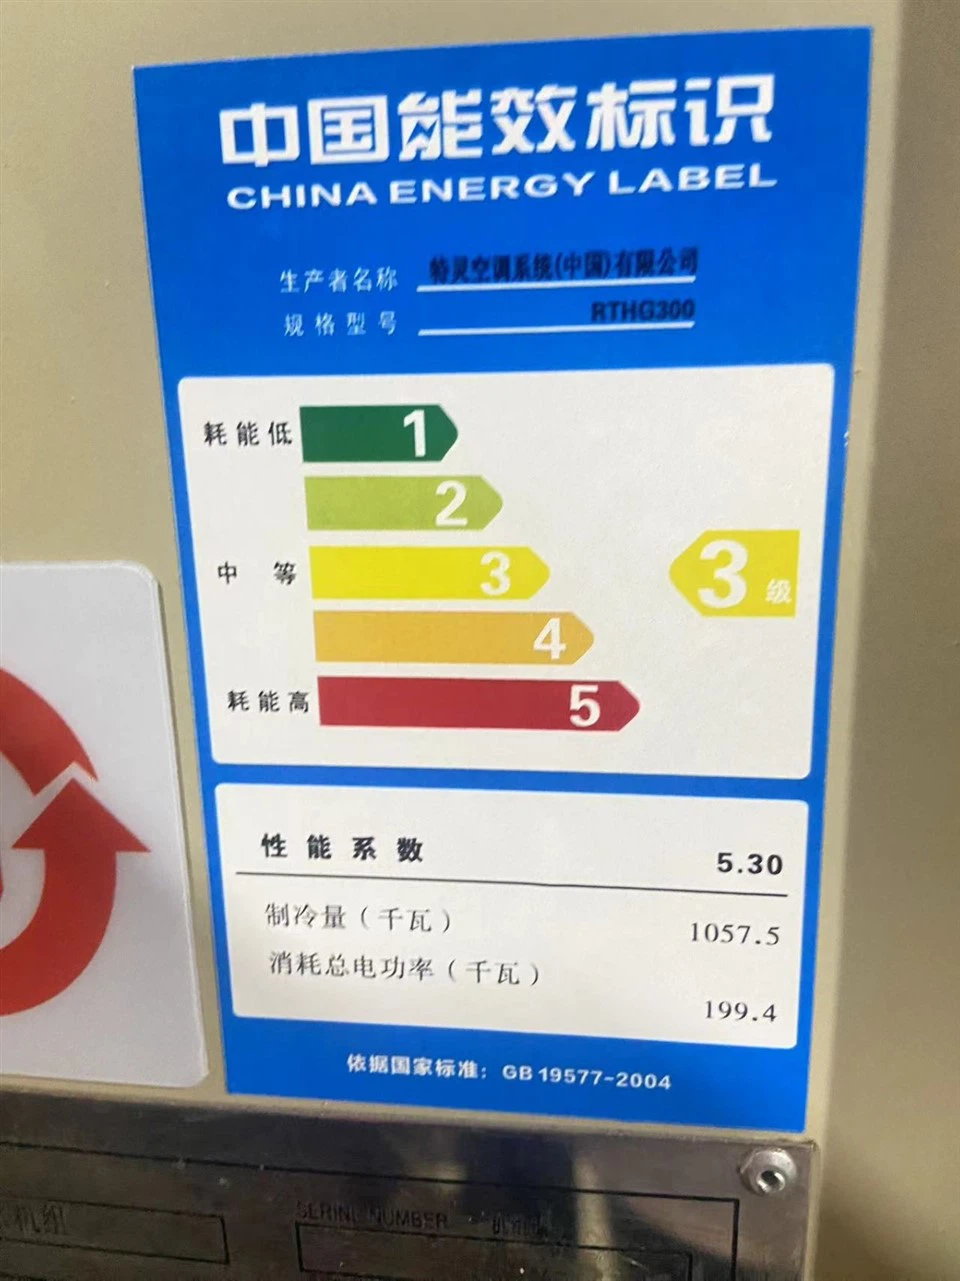 中国能效标识
CHINA ENERGY LABEL
生产者名称 特灵空调系统(中国)有限公司
规格型号 RTHG300
耗能低 1
2
中等 3 3级
4
耗能高 5
性能系数 5.30
制冷量(千瓦) 1057.5
消耗总电功率(千瓦) 199.4
依据国家标准: GB 19577-2004
机组 SERIAL NUMBER